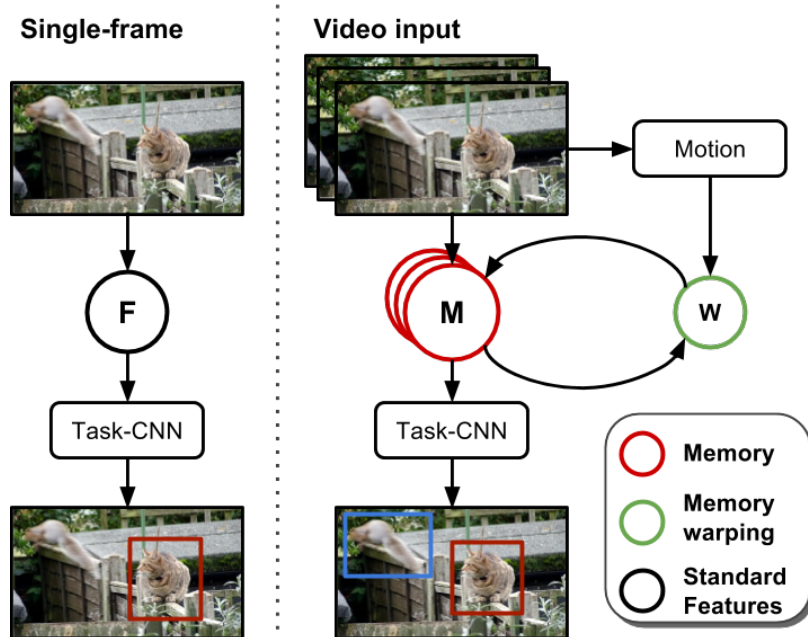 Single-frame
Video input
Motion
F
M
W
Task-CNN
Task-CNN
Memory
Memory
warping
Standard
Features